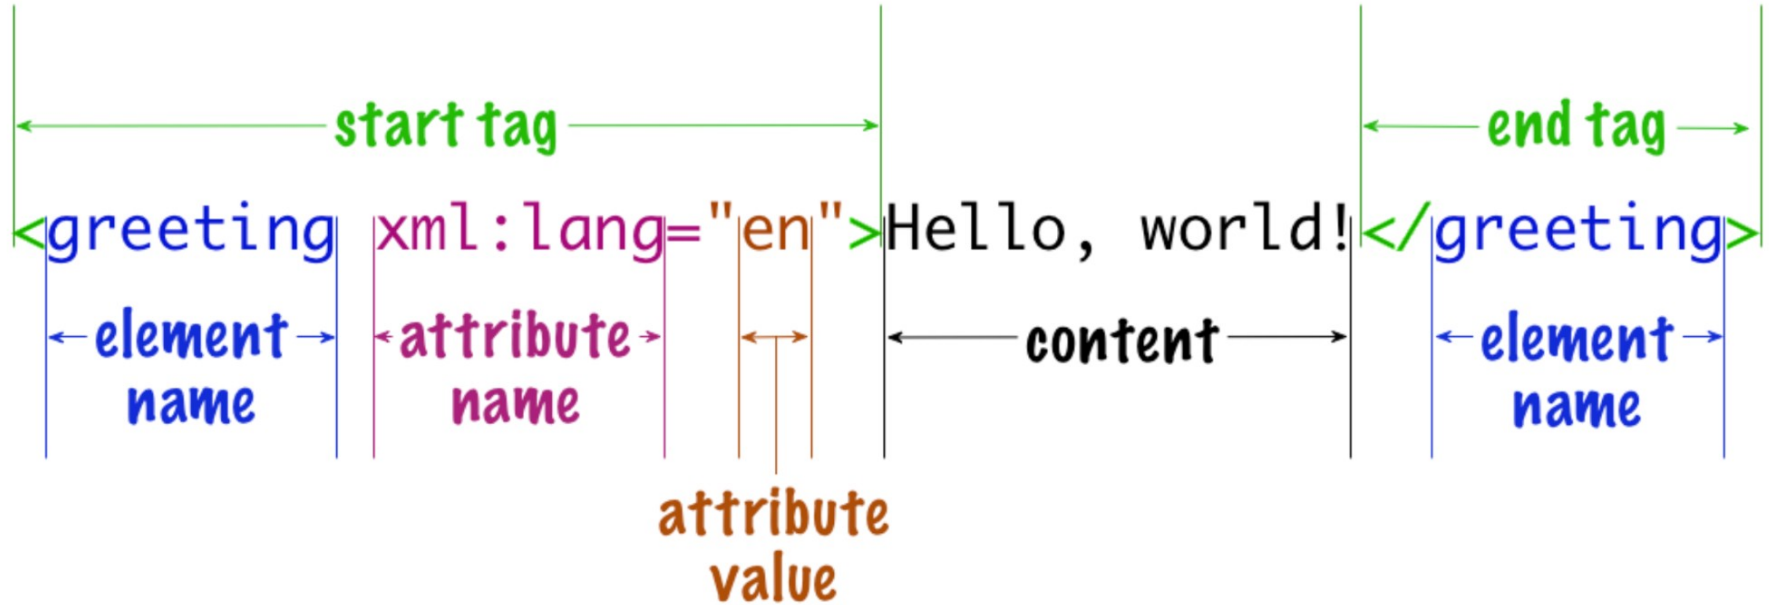 start tag end tag
<greeting xml:lang="en">Hello, world!</greeting>
element attribute content element
name name name
attribute
value